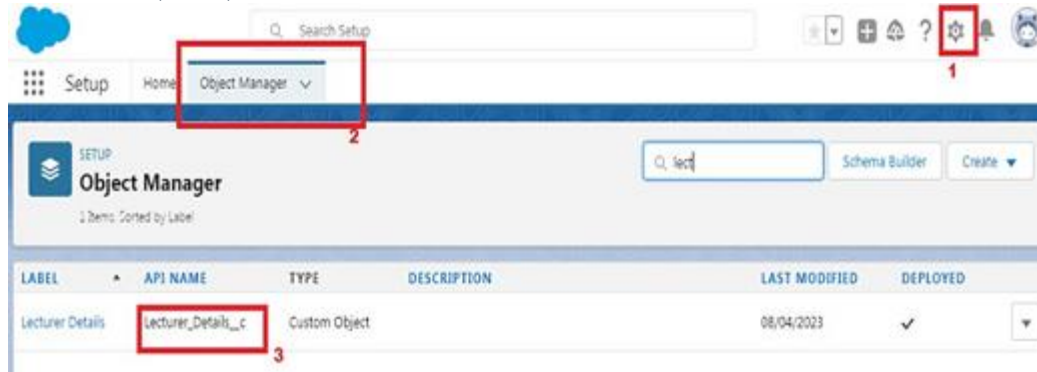 Search Setup
?
1
Setup Home Object Manager
2
SETUP
Object Manager
1 Items. Sorted by Label
lect
Schema Builder Create
LABEL API NAME TYPE DESCRIPTION LAST MODIFIED DEPLOYED
Lecturer Details Lecturer_Details__c Custom Object 08/04/2023
3